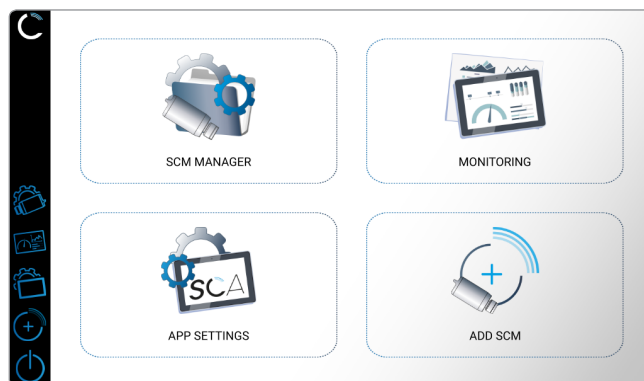 SCM MANAGER
MONITORING
SCA
APP SETTINGS
ADD SCM